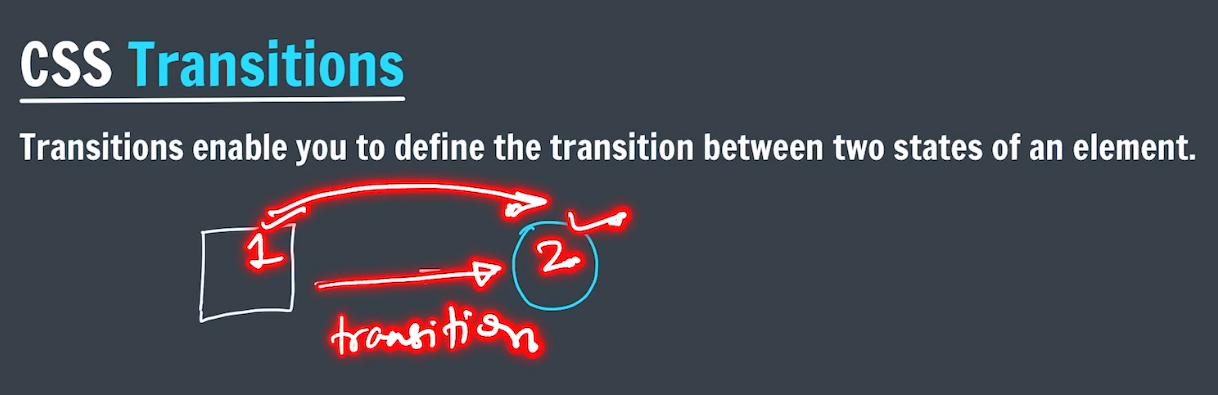 CSS Transitions
Transitions enable you to define the transition between two states of an element.
1 2
transition